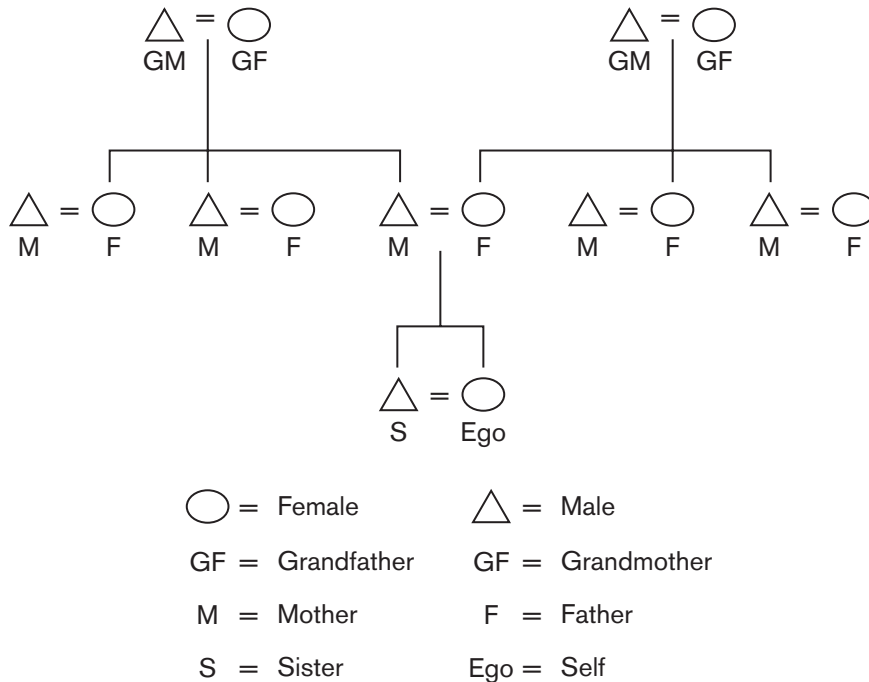 = =
GM GF GM GF
= = = = =
M F M F M F M F M F
=
S Ego
= Female = Male
GF = Grandfather GF = Grandmother
M = Mother F = Father
S = Sister Ego = Self